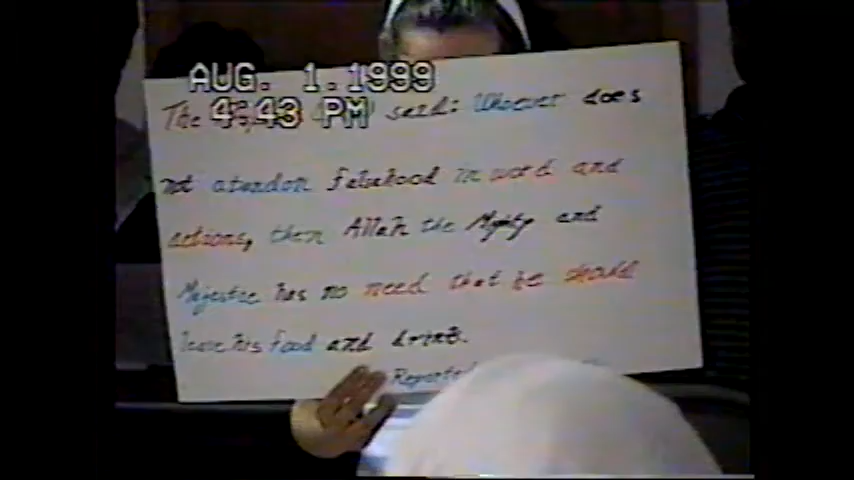 AUG. 1. 1999
4:43 PM
The said: Whoever does
not abandon Falsehood in word and
actions, then Allah the Mighty and
Majestic has no need that he should
leave his food and drink.
Reported